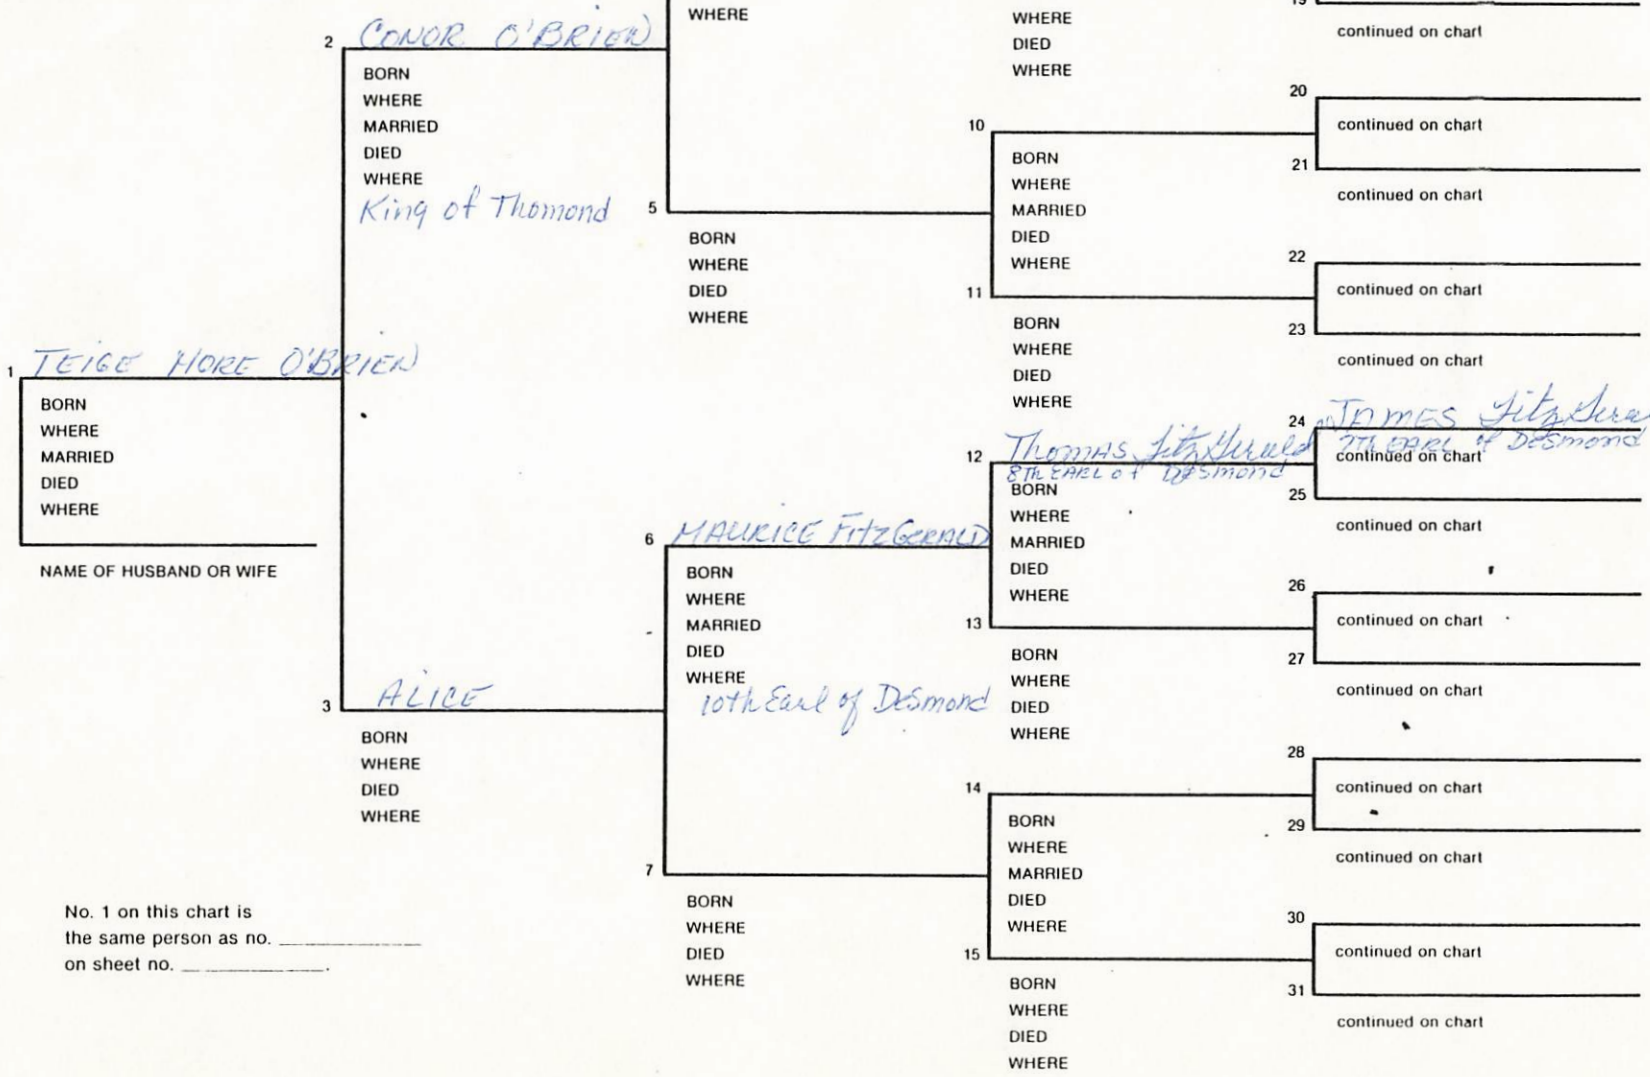 1 TEIGE HORE O'BRIEN
BORN
WHERE
MARRIED
DIED
WHERE
NAME OF HUSBAND OR WIFE
No. 1 on this chart is
the same person as no.
on sheet no.
2 CONOR O'BRIEN
BORN
WHERE
MARRIED
DIED
WHERE
King of Thomond
3 ALICE
BORN
WHERE
DIED
WHERE
WHERE
5
BORN
WHERE
DIED
WHERE
6 MAURICE FitzGERALD
BORN
WHERE
MARRIED
DIED
WHERE
10th Earl of DeSmond
7
BORN
WHERE
DIED
WHERE
WHERE
DIED
WHERE
10
BORN
WHERE
MARRIED
DIED
WHERE
11
BORN
WHERE
DIED
WHERE
12 Thomas FitzGerald
8th EARL of DeSmond
BORN
WHERE
MARRIED
DIED
WHERE
13
BORN
WHERE
DIED
WHERE
14
BORN
WHERE
MARRIED
DIED
WHERE
15
BORN
WHERE
DIED
WHERE
19
continued on chart
20
continued on chart
21
continued on chart
22
continued on chart
23
continued on chart
24 JAMES
7Th EARL of DeSmond
continued on chart
25
continued on chart
26
continued on chart
27
continued on chart
28
continued on chart
29
continued on chart
30
continued on chart
31
continued on chart